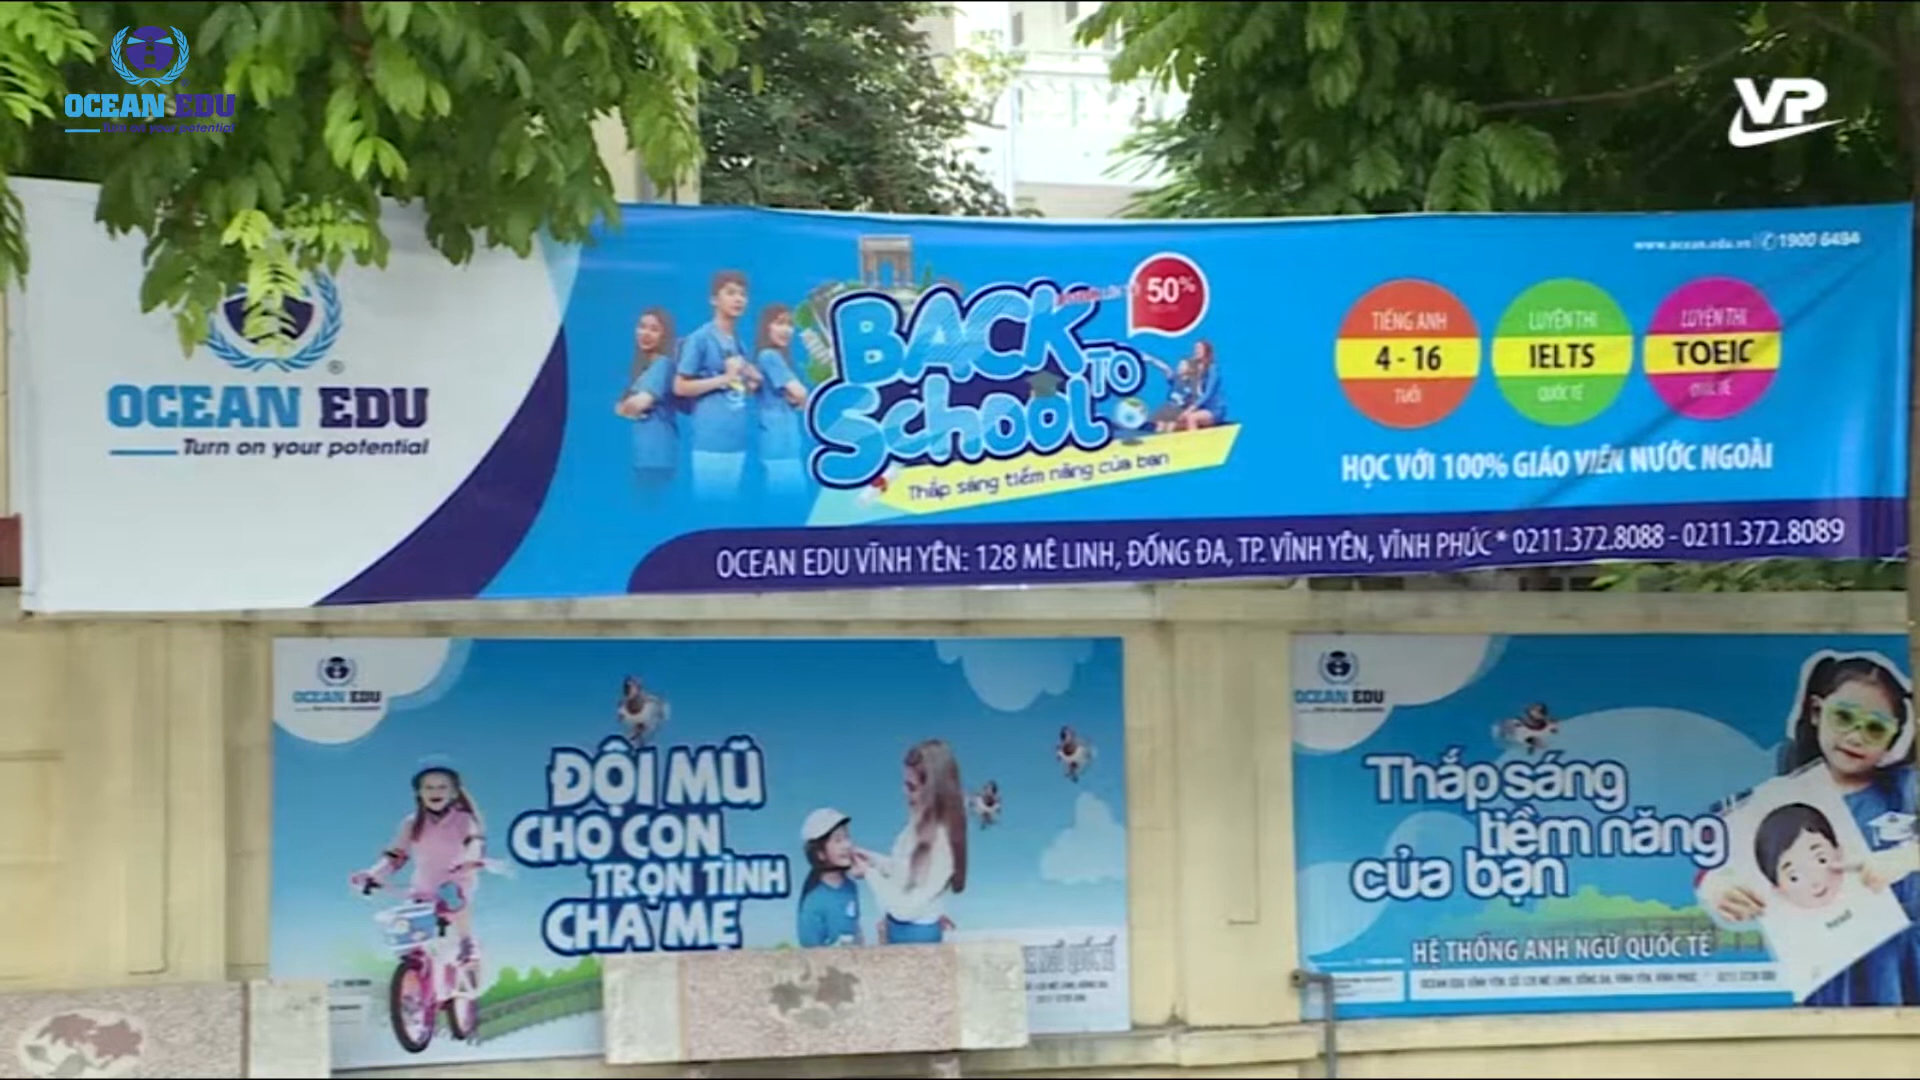 OCEAN EDU
Turn on your potential
VP
www.ocean.edu.vn 1900 6484
50%
BACK TO
School
Thắp sáng tiềm năng của bạn
TIẾNG ANH
4 - 16
TUỔI
LUYỆN THI
IELTS
QUỐC TẾ
LUYỆN THI
TOEIC
QUỐC TẾ
OCEAN EDU
Turn on your potential
HỌC VỚI 100% GIÁO VIÊN NƯỚC NGOÀI
OCEAN EDU VĨNH YÊN: 128 MÊ LINH, ĐỐNG ĐA, TP. VĨNH YÊN, VĨNH PHÚC * 0211.372.8088 - 0211.372.8089
OCEAN EDU
ĐỘI MŨ
CHO CON
TRỌN TÌNH
CHA MẸ
OCEAN EDU
Thắp sáng
tiềm năng
của bạn
HỆ THỐNG ANH NGỮ QUỐC TẾ